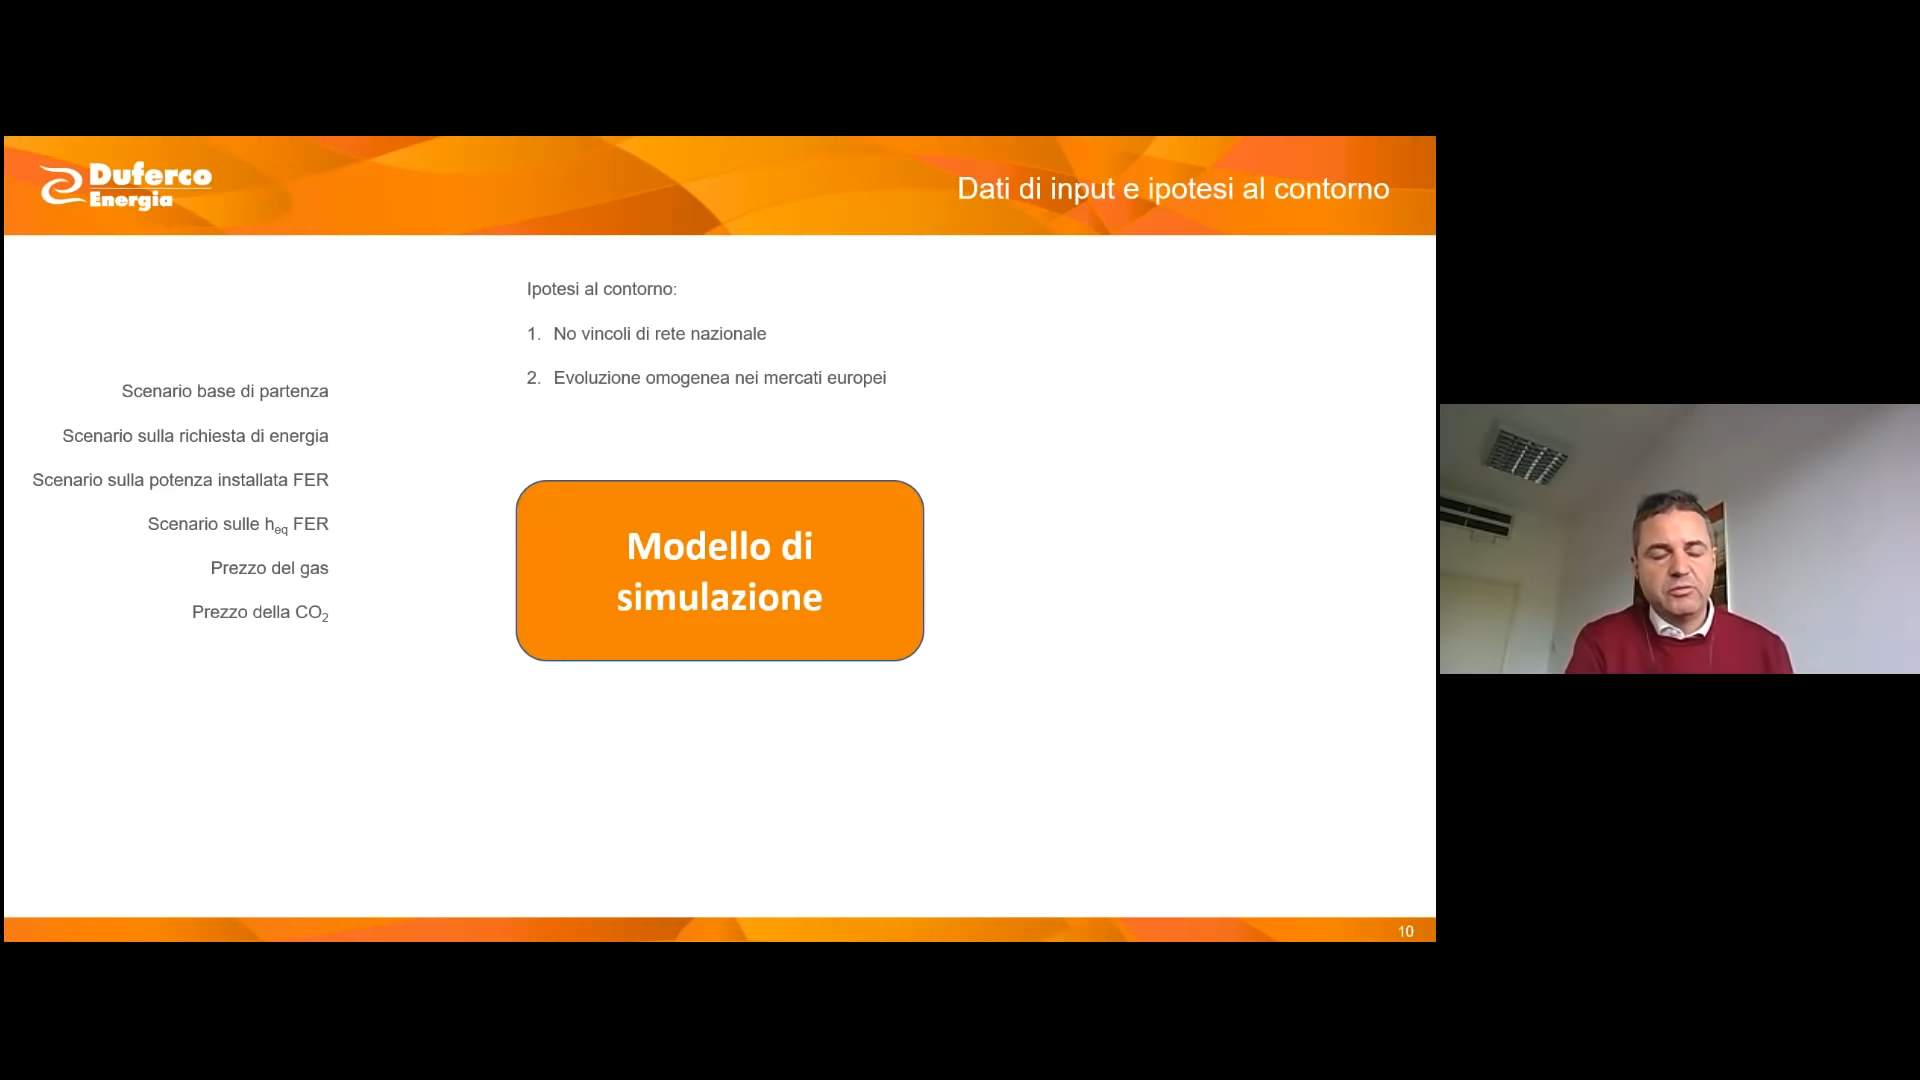 Duferco
Energia
Dati di input e ipotesi al contorno
Ipotesi al contorno:
1. No vincoli di rete nazionale
2. Evoluzione omogenea nei mercati europei
Scenario base di partenza
Scenario sulla richiesta di energia
Scenario sulla potenza installata FER
Scenario sulle heq FER
Prezzo del gas
Prezzo della CO2
Modello di
simulazione
10